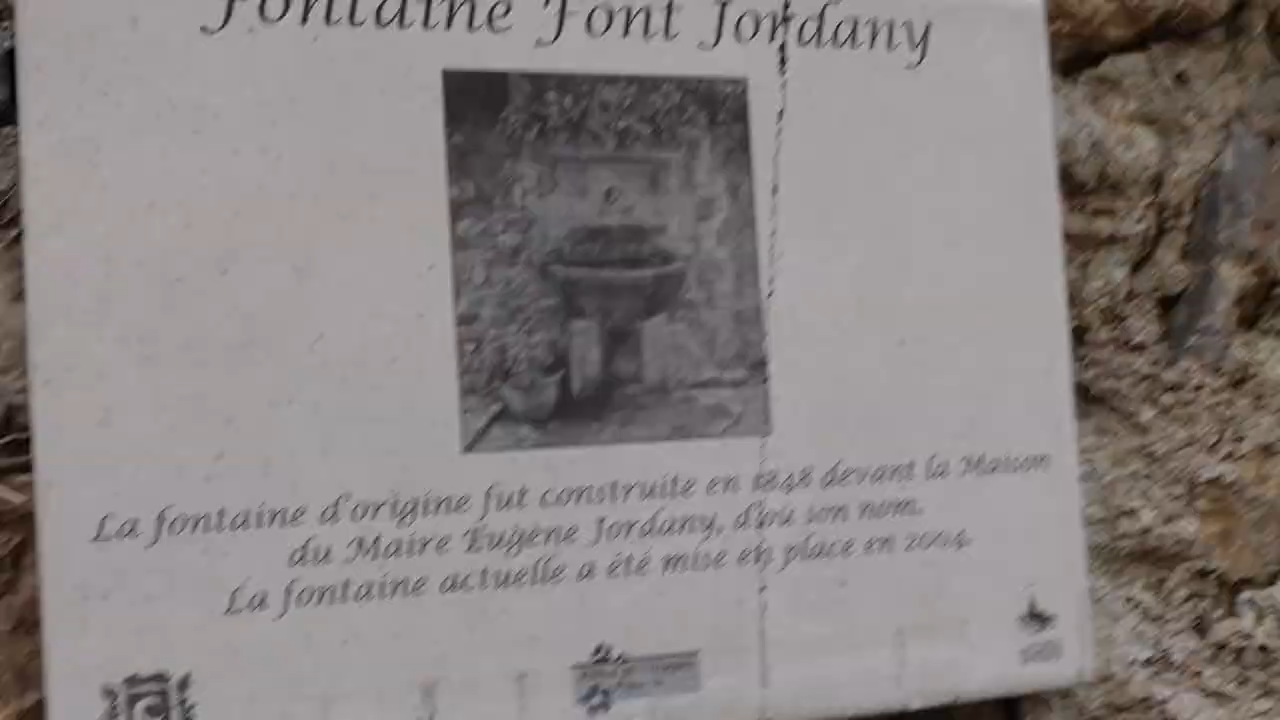 Fontaine Font Jordany
La fontaine d'origine fut construite en 1848 devant la Maison
du Maire Eugène Jordany, d'où son nom.
La fontaine actuelle a été mise en place en 2004.